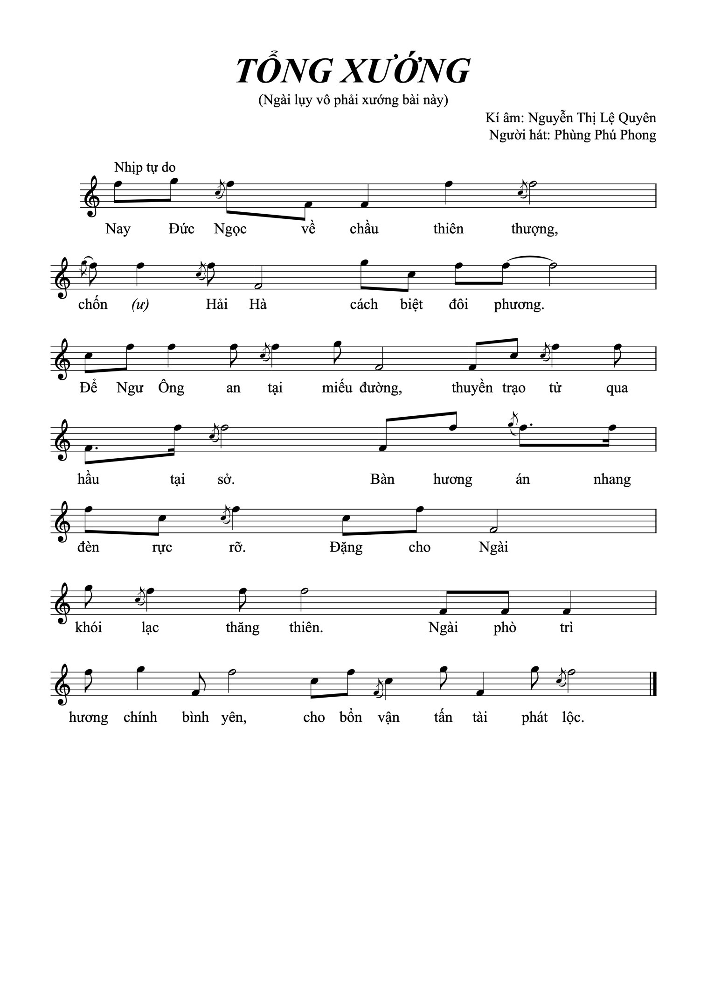 TỔNG XƯỚNG
(Ngài lụy vô phải xướng bài này)
Kí âm: Nguyễn Thị Lệ Quyên
Người hát: Phùng Phú Phong
Nhịp tự do
Nay Đức Ngọc về chầu thiên thượng,
chốn (ư) Hải Hà cách biệt đôi phương.
Để Ngư Ông an tại miếu đường, thuyền trạo tử qua
hầu tại sở. Bàn hương án nhang
đèn rực rỡ. Đặng cho Ngài
khói lạc thăng thiên. Ngài phò trì
hương chính bình yên, cho bổn vận tấn tài phát lộc.